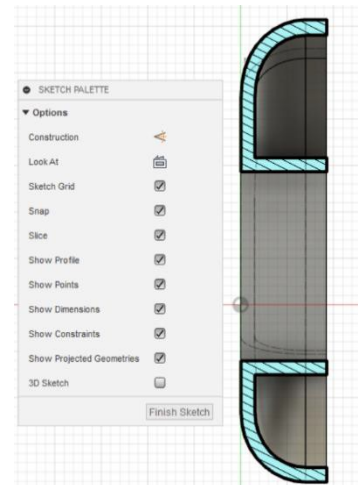 SKETCH PALETTE
Options
Construction
Look At
Sketch Grid
Snap
Slice
Show Profile
Show Points
Show Dimensions
Show Constraints
Show Projected Geometries
3D Sketch
Finish Sketch